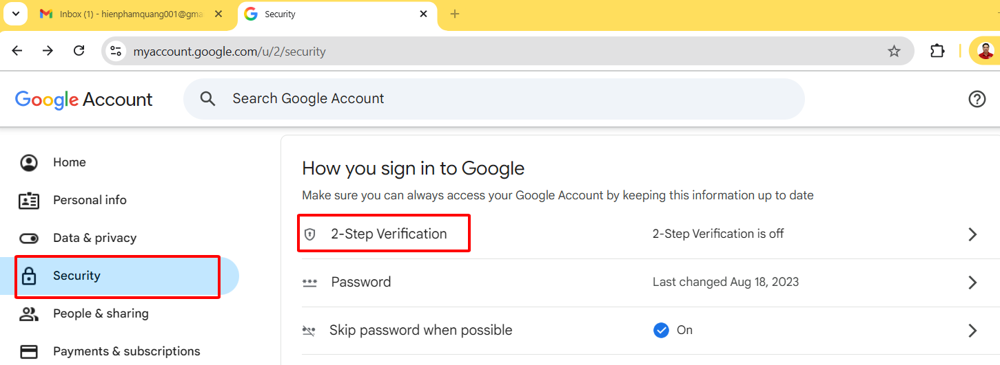 Inbox (1) - hienphamquang001@gma
Security
myaccount.google.com/u/2/security
Google Account
Search Google Account
Home
Personal info
Data & privacy
Security
People & sharing
Payments & subscriptions
How you sign in to Google
Make sure you can always access your Google Account by keeping this information up to date
2-Step Verification 2-Step Verification is off
Password Last changed Aug 18, 2023
Skip password when possible On